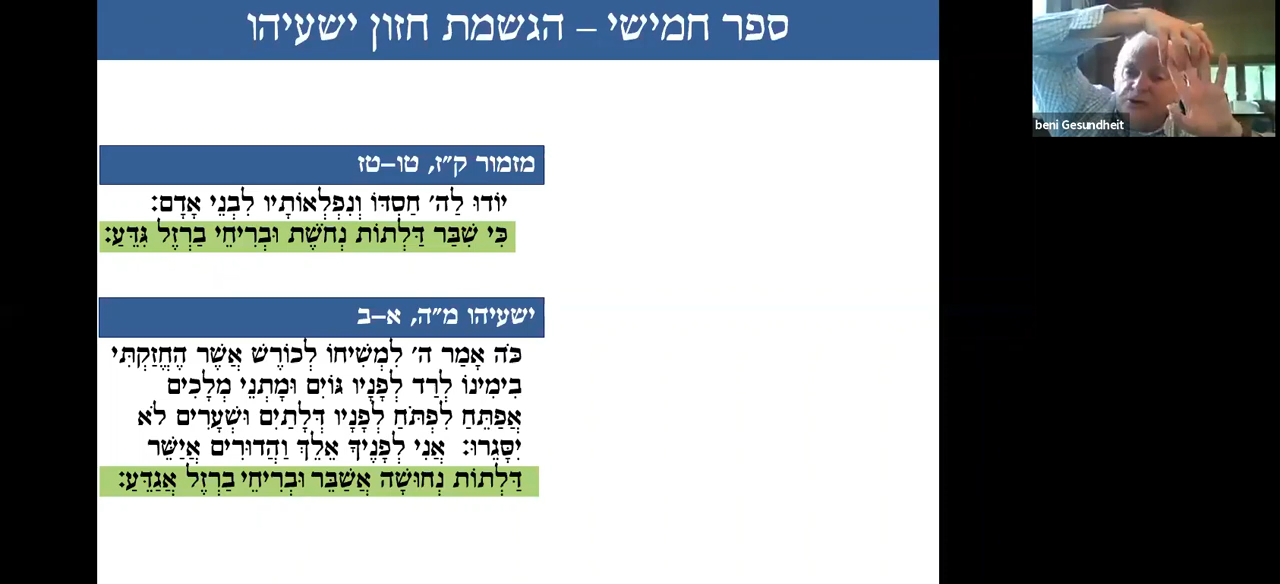 ספר חמישי – הגשמת חזון ישעיהו
beni Gesundheit
מזמור ק״ז, טו–טז
יוֹדוּ לַה׳ חַסְדּוֹ וְנִפְלְאוֹתָיו לִבְנֵי אָדָם׃
כִּי שִׁבַּר דַּלְתוֹת נְחֹשֶׁת וּבְרִיחֵי בַרְזֶל גִּדֵּעַ׃
ישעיהו מ״ה, א–ב
כֹּה אָמַר ה׳ לִמְשִׁיחוֹ לְכוֹרֶשׁ אֲשֶׁר הֶחֱזַקְתִּי
בִימִינוֹ לְרַד לְפָנָיו גּוֹיִם וּמָתְנֵי מְלָכִים
אֲפַתֵּחַ לִפְתֹּחַ לְפָנָיו דְּלָתַיִם וּשְׁעָרִים לֹא
יִסָּגֵרוּ׃ אֲנִי לְפָנֶיךָ אֵלֵךְ וַהֲדוּרִים אֲיַשֵּׁר
דַּלְתוֹת נְחוּשָׁה אֲשַׁבֵּר וּבְרִיחֵי בַרְזֶל אֲגַדֵּעַ׃